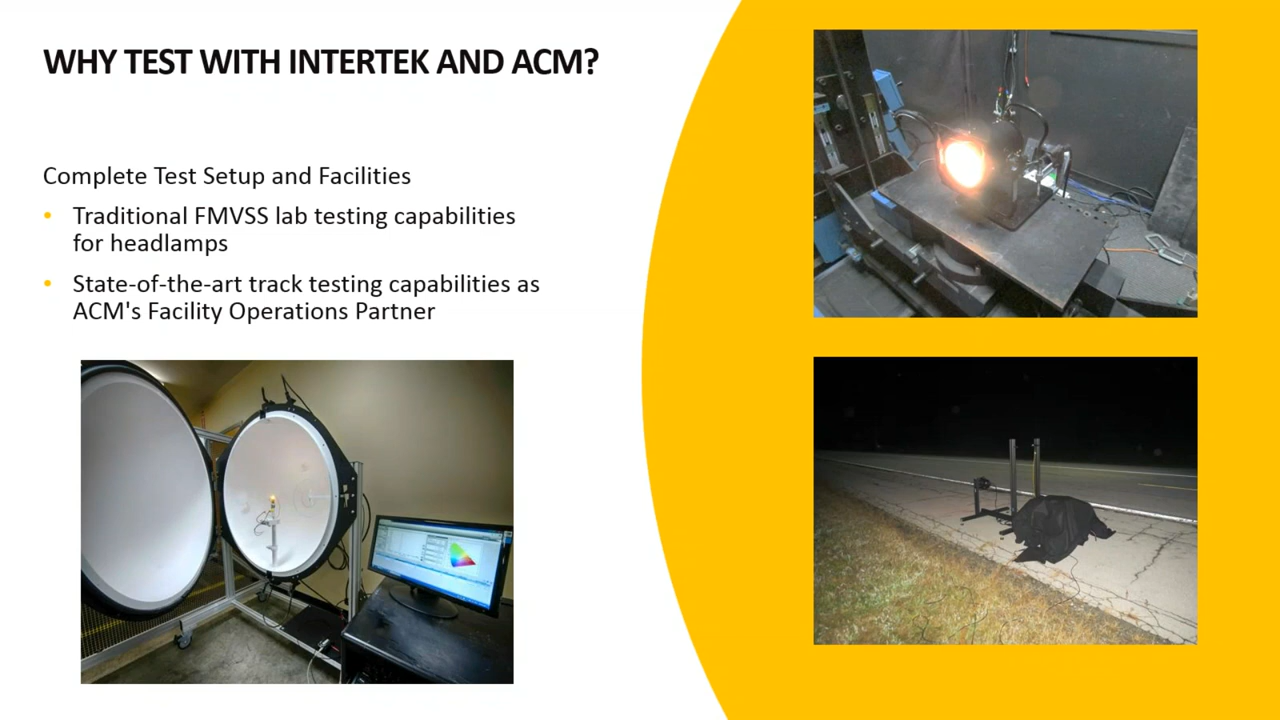 WHY TEST WITH INTERTEK AND ACM?
Complete Test Setup and Facilities
• Traditional FMVSS lab testing capabilities
for headlamps
• State-of-the-art track testing capabilities as
ACM's Facility Operations Partner